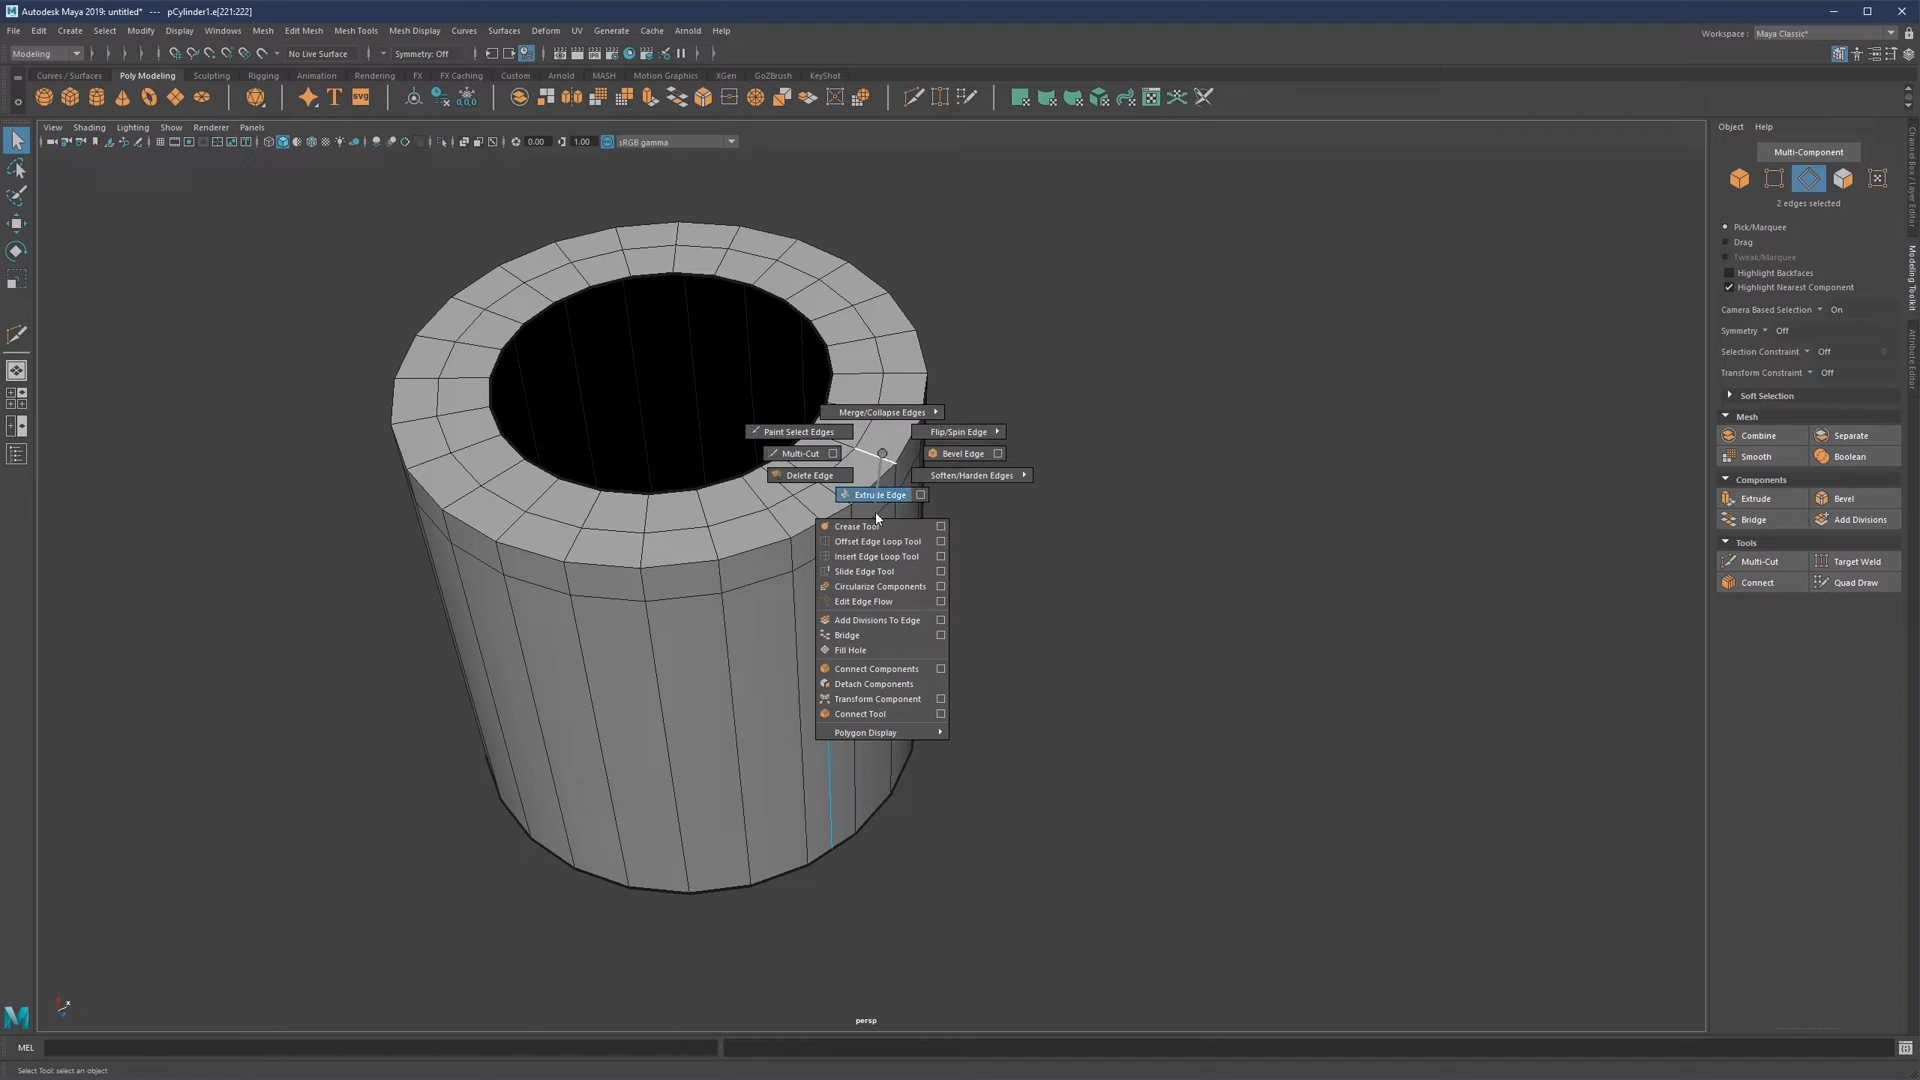 Autodesk Maya 2019: untitled*   ---   pCylinder1.e[221:222]
File Edit Create Select Modify Display Windows Mesh Edit Mesh Mesh Tools Mesh Display Curves Surfaces Deform UV Generate Cache Arnold Help
Workspace : Maya Classic*
Modeling No Live Surface Symmetry: Off
Curves / Surfaces Poly Modeling Sculpting Rigging Animation Rendering FX FX Caching Custom Arnold MASH Motion Graphics XGen GoZBrush KeyShot
View Shading Lighting Show Renderer Panels
0.00 1.00 sRGB gamma
Object Help
Multi-Component
2 edges selected
Pick/Marquee
Drag
Tweak/Marquee
Highlight Backfaces
Highlight Nearest Component
Camera Based Selection On
Symmetry Off
Selection Constraint Off 0
Transform Constraint Off
Soft Selection
Mesh
Combine Separate
Smooth Boolean
Components
Extrude Bevel
Bridge Add Divisions
Tools
Multi-Cut Target Weld
Connect Quad Draw
Channel Box / Layer Editor
Modeling Toolkit
Attribute Editor
Merge/Collapse Edges
Paint Select Edges Flip/Spin Edge
Multi-Cut Bevel Edge
Delete Edge Soften/Harden Edges
Extrude Edge
Crease Tool
Offset Edge Loop Tool
Insert Edge Loop Tool
Slide Edge Tool
Circularize Components
Edit Edge Flow
Add Divisions To Edge
Bridge
Fill Hole
Connect Components
Detach Components
Transform Component
Connect Tool
Polygon Display
x
persp
MEL
Select Tool: select an object